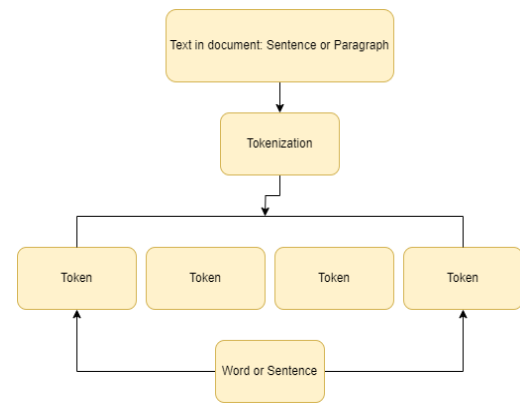 Text in document: Sentence or Paragraph
Tokenization
Token
Token
Token
Token
Word or Sentence